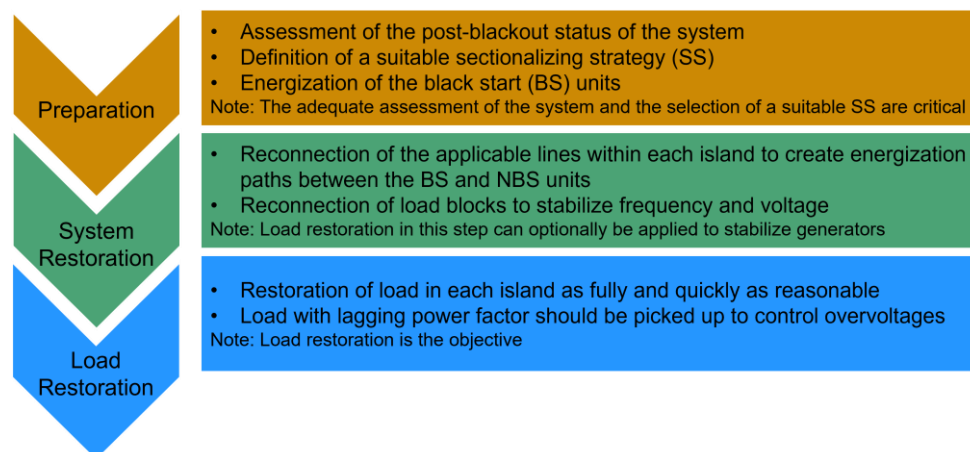 Preparation
• Assessment of the post-blackout status of the system
• Definition of a suitable sectionalizing strategy (SS)
• Energization of the black start (BS) units
Note: The adequate assessment of the system and the selection of a suitable SS are critical
System
Restoration
• Reconnection of the applicable lines within each island to create energization
paths between the BS and NBS units
• Reconnection of load blocks to stabilize frequency and voltage
Note: Load restoration in this step can optionally be applied to stabilize generators
Load
Restoration
• Restoration of load in each island as fully and quickly as reasonable
• Load with lagging power factor should be picked up to control overvoltages
Note: Load restoration is the objective